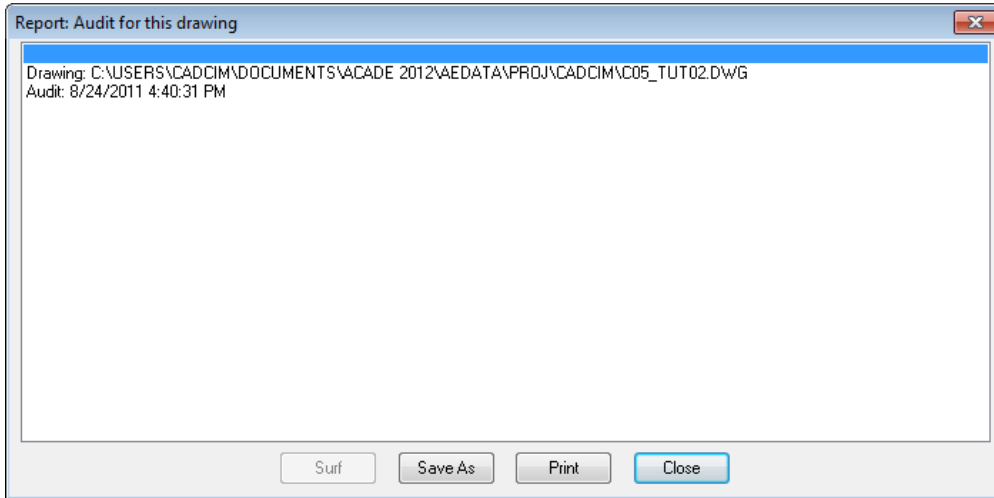 Report: Audit for this drawing
Drawing: C:\USERS\CADCIM\DOCUMENTS\ACADE 2012\AEDATA\PROJ\CADCIM\C05_TUT02.DWG
Audit: 8/24/2011 4:40:31 PM
Surf Save As Print Close